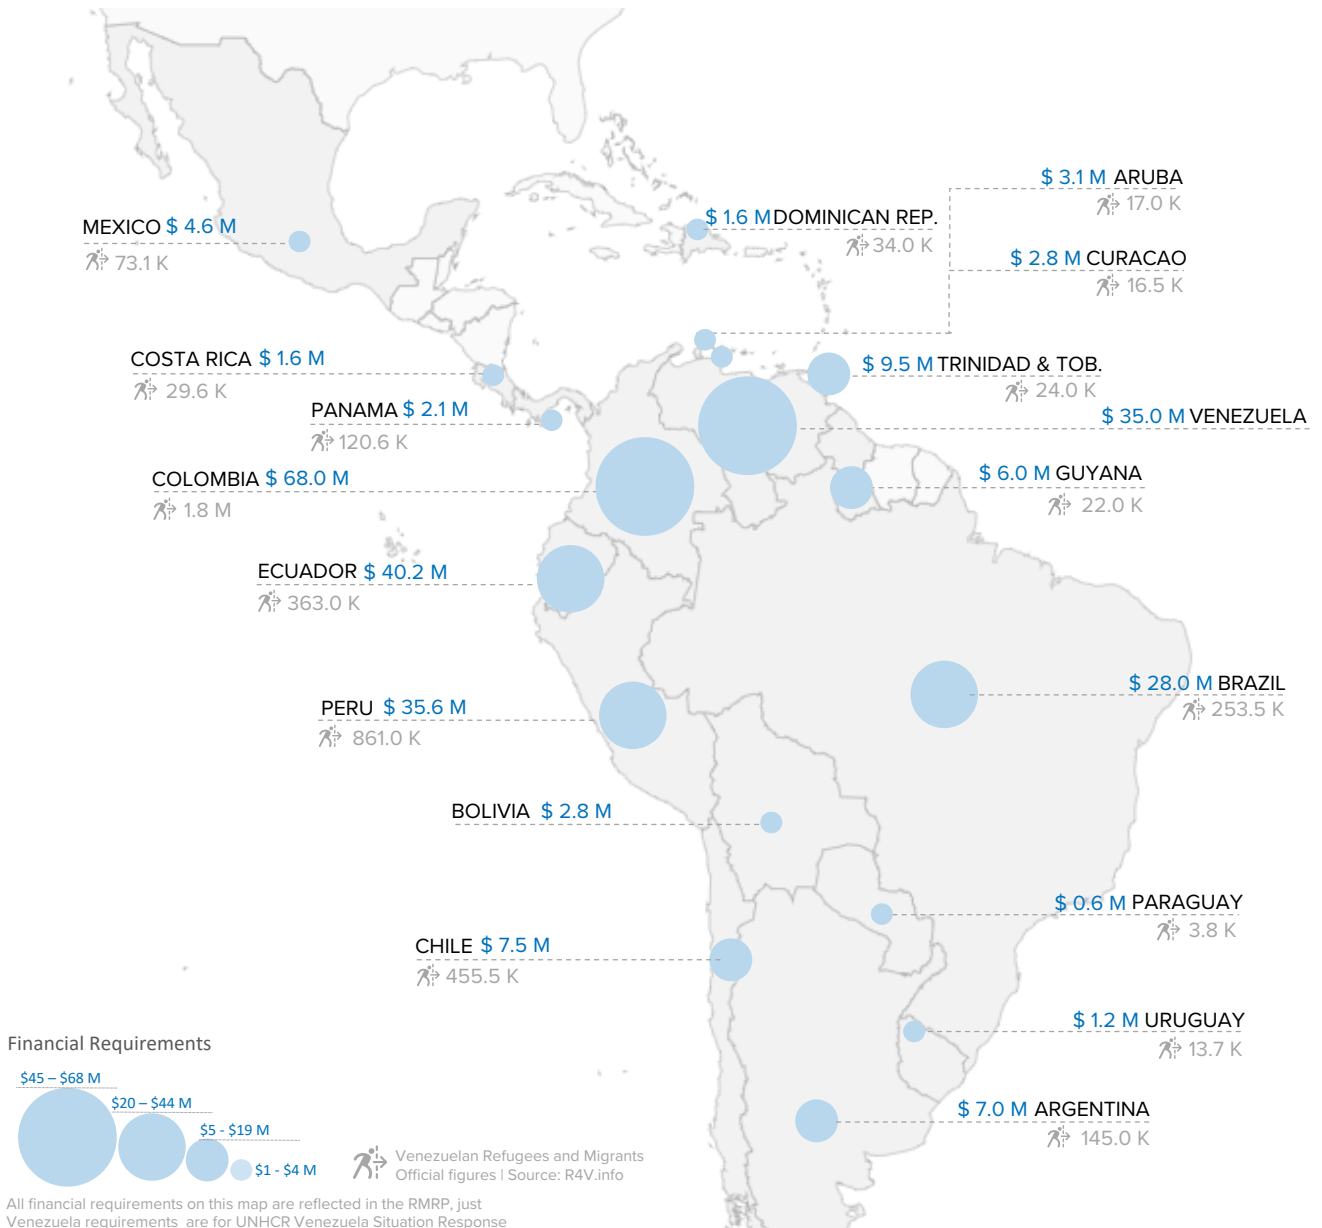 $ 3.1 M ARUBA
17.0 K
$ 1.6 M DOMINICAN REP.
34.0 K
MEXICO $ 4.6 M
73.1 K
$ 2.8 M CURACAO
16.5 K
COSTA RICA $ 1.6 M
29.6 K
$ 9.5 M TRINIDAD & TOB.
24.0 K
PANAMA $ 2.1 M
120.6 K
$ 35.0 M VENEZUELA
COLOMBIA $ 68.0 M
1.8 M
$ 6.0 M GUYANA
22.0 K
ECUADOR $ 40.2 M
363.0 K
$ 28.0 M BRAZIL
253.5 K
PERU $ 35.6 M
861.0 K
BOLIVIA $ 2.8 M
$ 0.6 M PARAGUAY
3.8 K
CHILE $ 7.5 M
455.5 K
$ 1.2 M URUGUAY
13.7 K
$ 7.0 M ARGENTINA
145.0 K
Financial Requirements
$45 – $68 M
$20 – $44 M
$5 - $19 M
$1 - $4 M
Venezuelan Refugees and Migrants
Official figures | Source: R4V.info
All financial requirements on this map are reflected in the RMRP, just
Venezuela requirements are for UNHCR Venezuela Situation Response